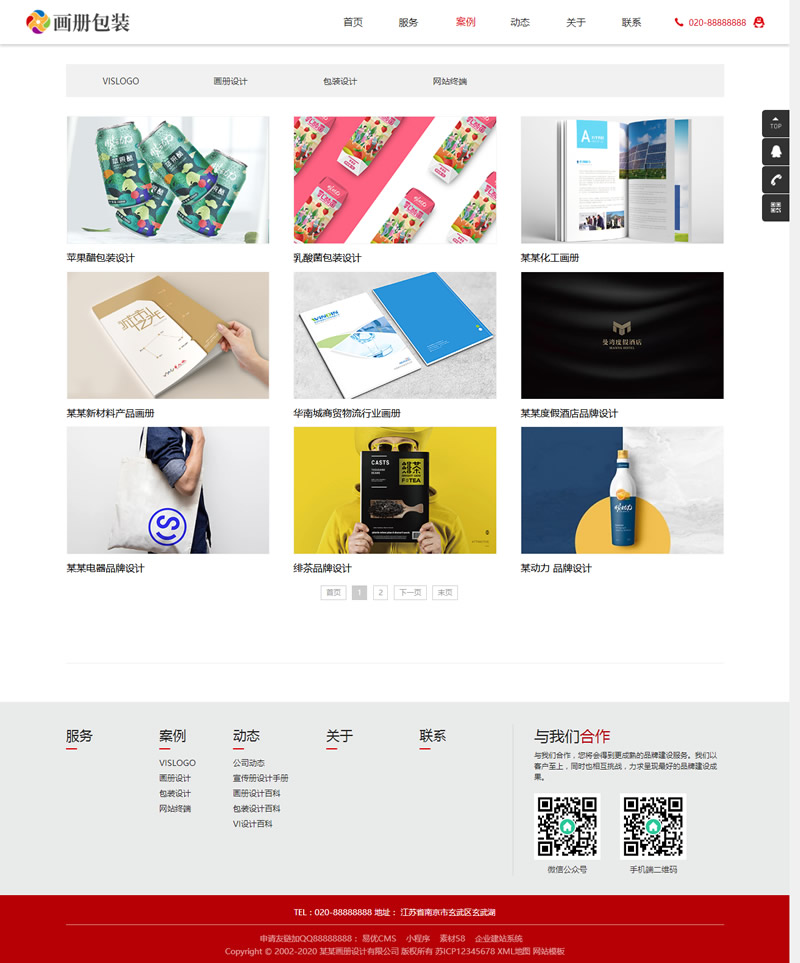 画册包装
首页 服务 案例 动态 关于 联系 020-88888888
VISLOGO 画册设计 包装设计 网站终端
TOP
苹果醋包装设计 乳酸菌包装设计 某某化工画册
某某新材料产品画册 华南城商贸物流行业画册 某某度假酒店品牌设计
CASTS
F TEA
某某电器品牌设计 绯茶品牌设计 某动力 品牌设计
首页 1 2 下一页 末页
服务 案例 动态 关于 联系 与我们合作
VISLOGO 公司动态
画册设计 宣传册设计手册
包装设计 画册设计百科
网站终端 包装设计百科
VI设计百科
与我们合作，您将会得到更成熟的品牌建设服务。我们以
客户至上，同时也相互挑战，力求呈现最好的品牌建设成
果。
微信公众号 手机端二维码
TEL：020-88888888 地址： 江苏省南京市玄武区玄武湖
申请友链加QQ88888888： 易优CMS 小程序 素材58 企业建站系统
Copyright © 2002-2020 某某画册设计有限公司 版权所有 苏ICP12345678 XML地图 网站模板